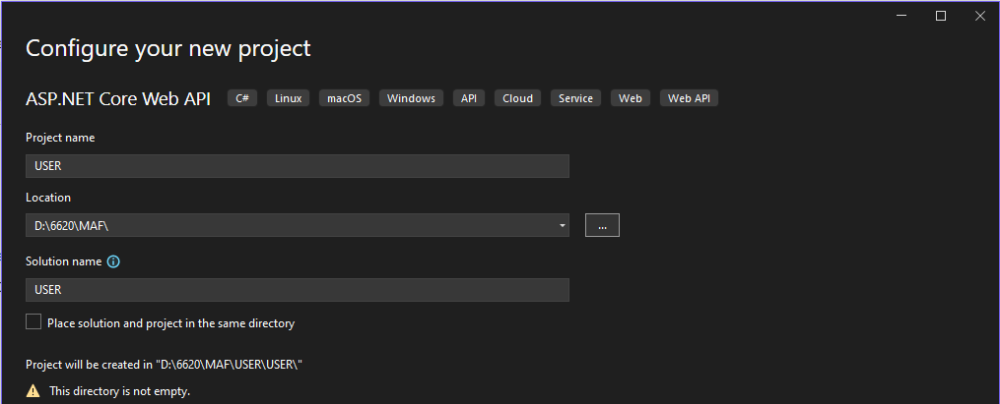 Configure your new project
ASP.NET Core Web API C# Linux macOS Windows API Cloud Service Web Web API
Project name
USER
Location
D:\6620\MAF\
...
Solution name
USER
Place solution and project in the same directory
Project will be created in "D:\6620\MAF\USER\USER\"
This directory is not empty.